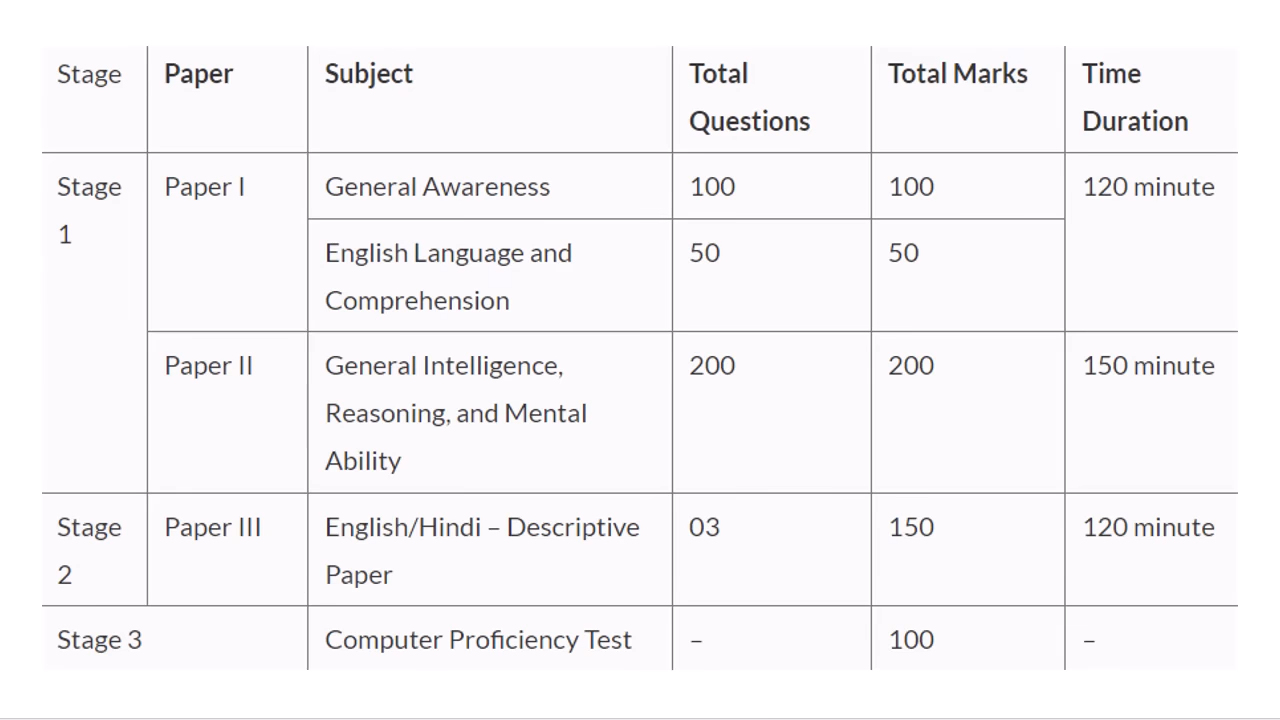 Stage Paper Subject Total Questions Total Marks Time Duration
Stage 1 Paper I General Awareness 100 100 120 minute
English Language and Comprehension 50 50
Paper II General Intelligence, Reasoning, and Mental Ability 200 200 150 minute
Stage 2 Paper III English/Hindi – Descriptive Paper 03 150 120 minute
Stage 3 Computer Proficiency Test – 100 –